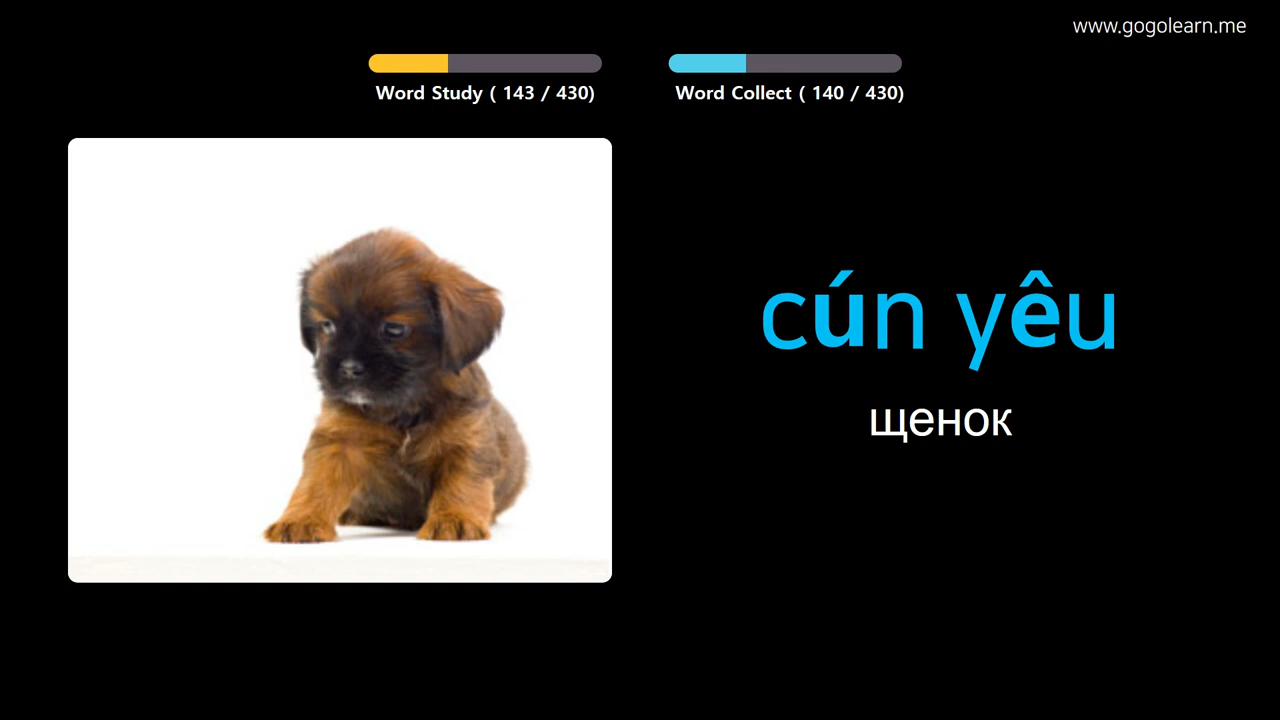 www.gogolearn.me
Word Study ( 143 / 430)
Word Collect ( 140 / 430)
cún yêu
щенок